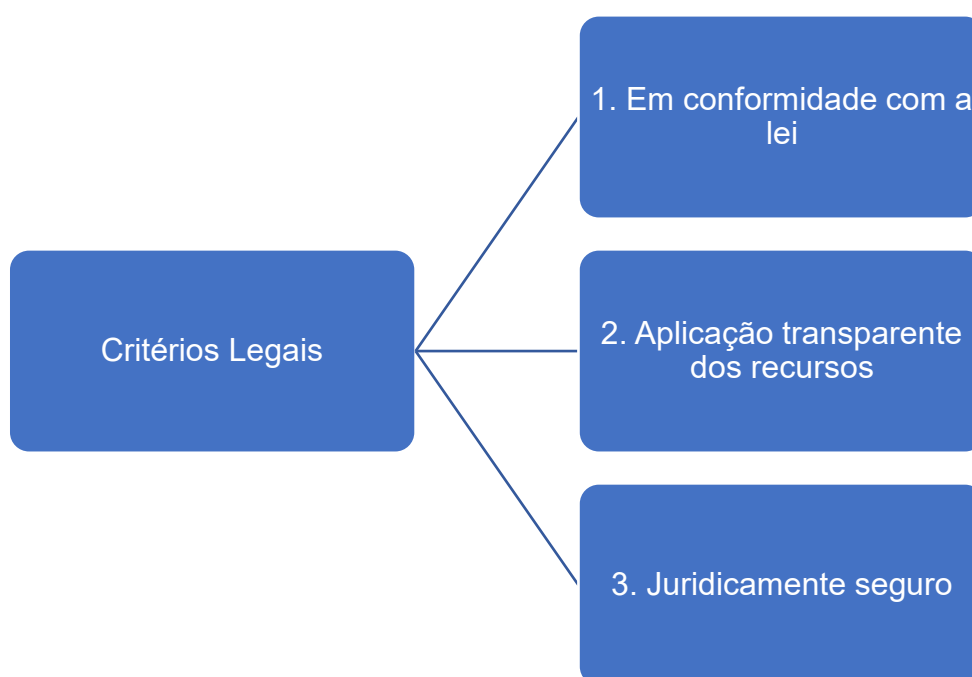 1. Em conformidade com a
lei
Critérios Legais
2. Aplicação transparente
dos recursos
3. Juridicamente seguro